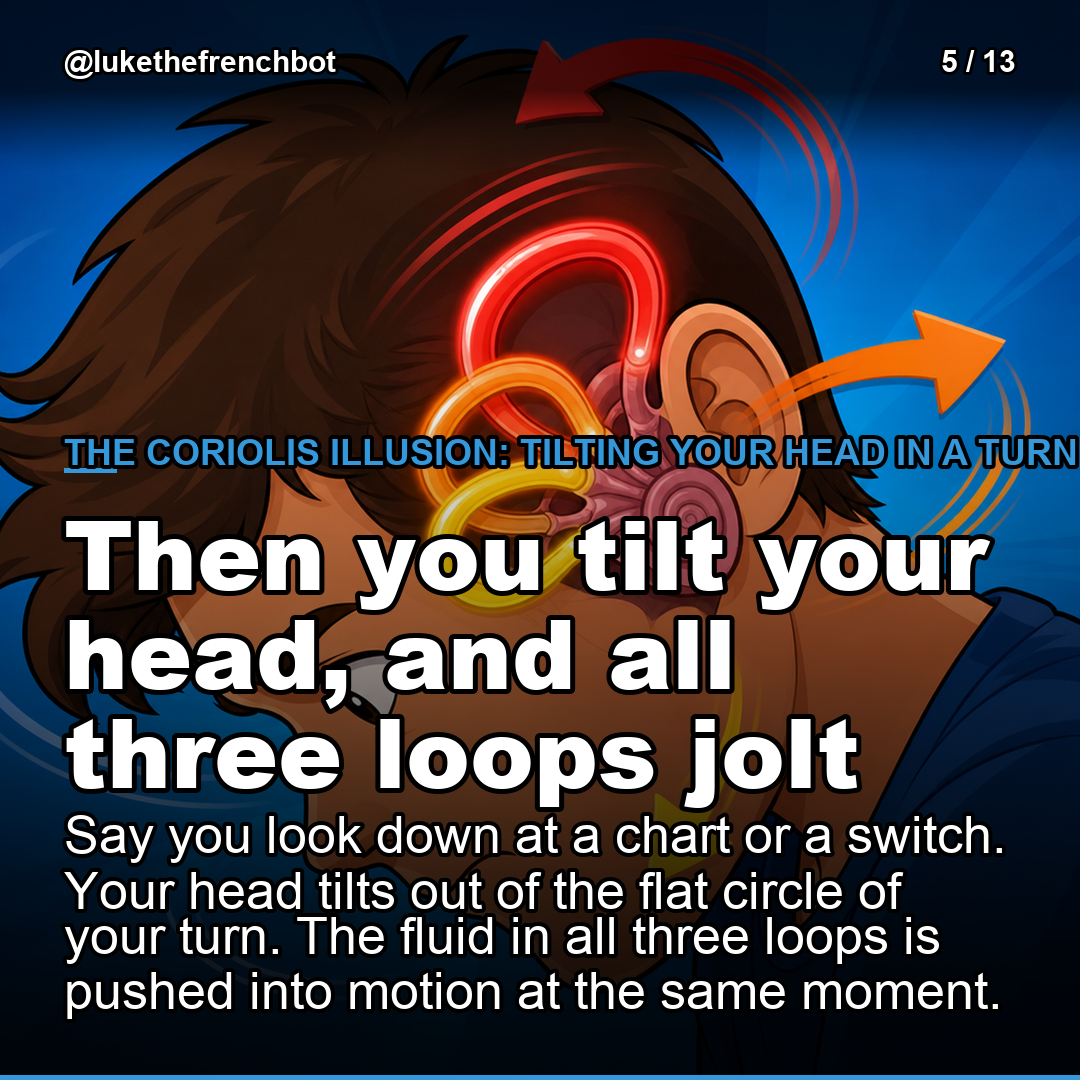 @lukethefrenchbot
5 / 13
THE CORIOLIS ILLUSION: TILTING YOUR HEAD IN A TURN
Then you tilt your
head, and all
three loops jolt
Say you look down at a chart or a switch.
Your head tilts out of the flat circle of
your turn. The fluid in all three loops is
pushed into motion at the same moment.